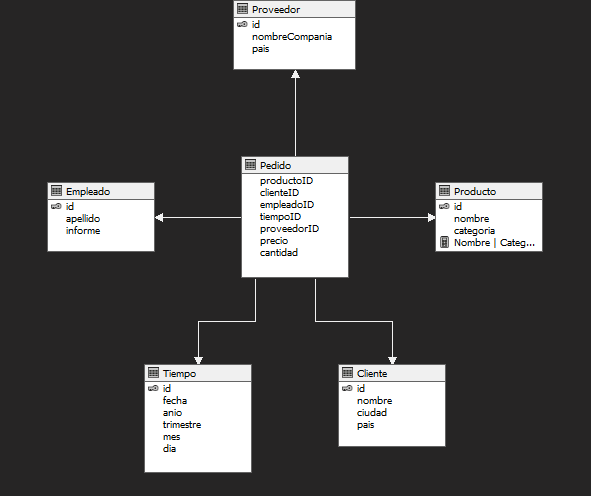 Proveedor
id
nombreCompania
pais
Pedido
productoID
clienteID
empleadoID
tiempoID
proveedorID
precio
cantidad
Empleado
id
apellido
informe
Producto
id
nombre
categoria
Nombre | Categ...
Tiempo
id
fecha
anio
trimestre
mes
dia
Cliente
id
nombre
ciudad
pais